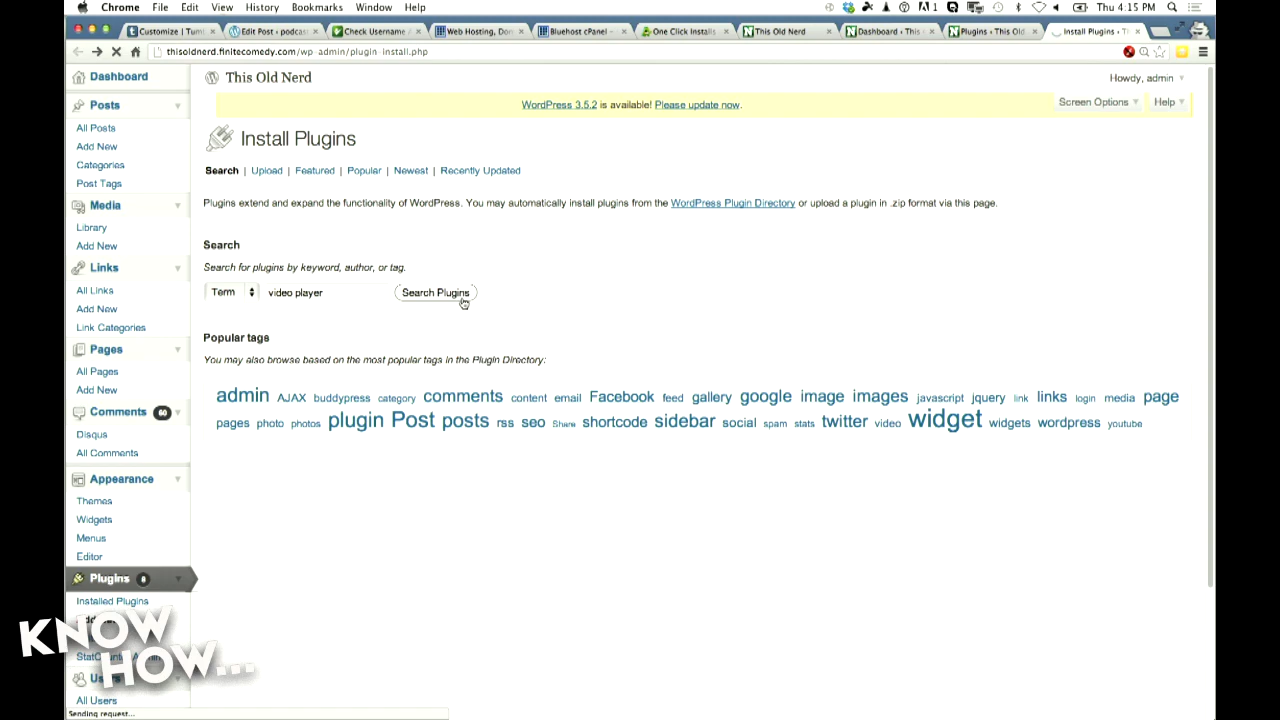 Chrome File Edit View History Bookmarks Window Help 1 Thu 4:15 PM
Customize | Tum Edit Post ‹ podcas Check Username Web Hosting, Dom Bluehost cPanel - One Click Installs This Old Nerd Dashboard ‹ This Plugins ‹ This Old Install Plugins ‹ T
thisoldnerd.finitecomedy.com/wp-admin/plugin-install.php
Dashboard
Posts
All Posts
Add New
Categories
Post Tags
Media
Library
Add New
Links
All Links
Add New
Link Categories
Pages
All Pages
Add New
Comments 60
Disqus
All Comments
Appearance
Themes
Widgets
Menus
Editor
Plugins 8
Installed Plugins
All Users
Sending request...
This Old Nerd
Howdy, admin
WordPress 3.5.2 is available! Please update now.
Screen Options Help
Install Plugins
Search | Upload | Featured | Popular | Newest | Recently Updated
Plugins extend and expand the functionality of WordPress. You may automatically install plugins from the WordPress Plugin Directory or upload a plugin in .zip format via this page.
Search
Search for plugins by keyword, author, or tag.
Term video player Search Plugins
Popular tags
You may also browse based on the most popular tags in the Plugin Directory:
admin AJAX buddypress category comments content email Facebook feed gallery google image images javascript jquery link links login media page
pages photo photos plugin Post posts rss seo Share shortcode sidebar social spam stats twitter video widget widgets wordpress youtube
KNOW
HOW...